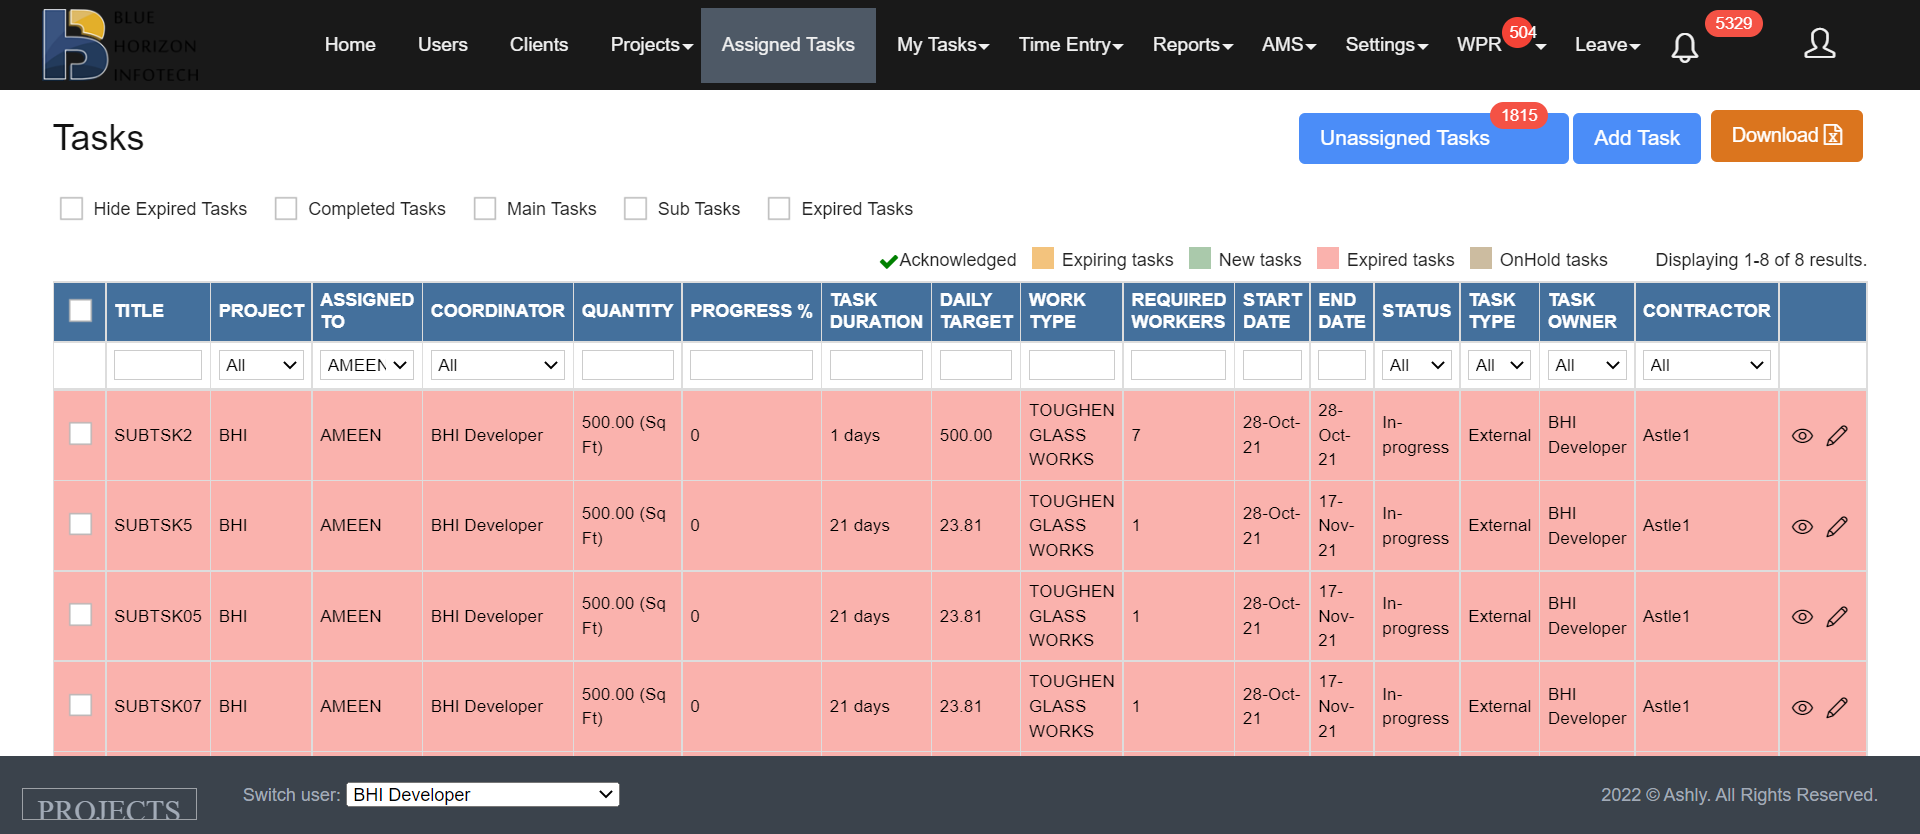 BLUE
HORIZON
INFOTECH
Home Users Clients Projects Assigned Tasks My Tasks Time Entry Reports AMS Settings WPR 504 Leave 5329
Tasks
Unassigned Tasks 1815 Add Task Download
Hide Expired Tasks Completed Tasks Main Tasks Sub Tasks Expired Tasks
Acknowledged Expiring tasks New tasks Expired tasks OnHold tasks Displaying 1-8 of 8 results.
TITLE PROJECT ASSIGNED TO COORDINATOR QUANTITY PROGRESS % TASK DURATION DAILY TARGET WORK TYPE REQUIRED WORKERS START DATE END DATE STATUS TASK TYPE TASK OWNER CONTRACTOR
All AMEEN All All All All All
SUBTSK2 BHI AMEEN BHI Developer 500.00 (Sq Ft) 0 1 days 500.00 TOUGHEN GLASS WORKS 7 28-Oct-21 28-Oct-21 In-progress External BHI Developer Astle1
SUBTSK5 BHI AMEEN BHI Developer 500.00 (Sq Ft) 0 21 days 23.81 TOUGHEN GLASS WORKS 1 28-Oct-21 17-Nov-21 In-progress External BHI Developer Astle1
SUBTSK05 BHI AMEEN BHI Developer 500.00 (Sq Ft) 0 21 days 23.81 TOUGHEN GLASS WORKS 1 28-Oct-21 17-Nov-21 In-progress External BHI Developer Astle1
SUBTSK07 BHI AMEEN BHI Developer 500.00 (Sq Ft) 0 21 days 23.81 TOUGHEN GLASS WORKS 1 28-Oct-21 17-Nov-21 In-progress External BHI Developer Astle1
PROJECTS Switch user: BHI Developer 2022 © Ashly. All Rights Reserved.